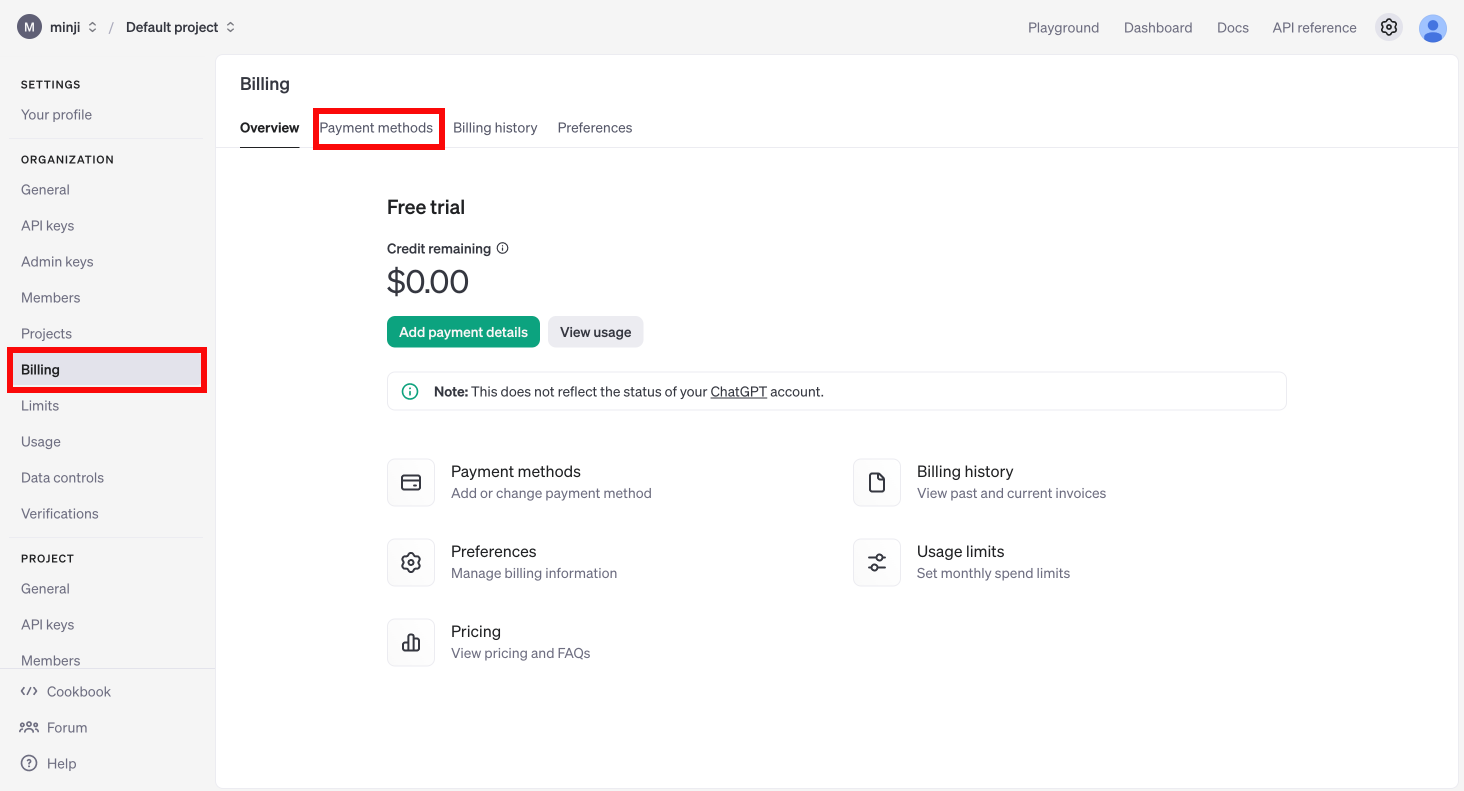 M minji / Default project
Playground Dashboard Docs API reference
SETTINGS
Your profile
ORGANIZATION
General
API keys
Admin keys
Members
Projects
Billing
Limits
Usage
Data controls
Verifications
PROJECT
General
API keys
Members
Cookbook
Forum
Help
Billing
Overview Payment methods Billing history Preferences
Free trial
Credit remaining
$0.00
Add payment details View usage
Note: This does not reflect the status of your ChatGPT account.
Payment methods
Add or change payment method
Billing history
View past and current invoices
Preferences
Manage billing information
Usage limits
Set monthly spend limits
Pricing
View pricing and FAQs